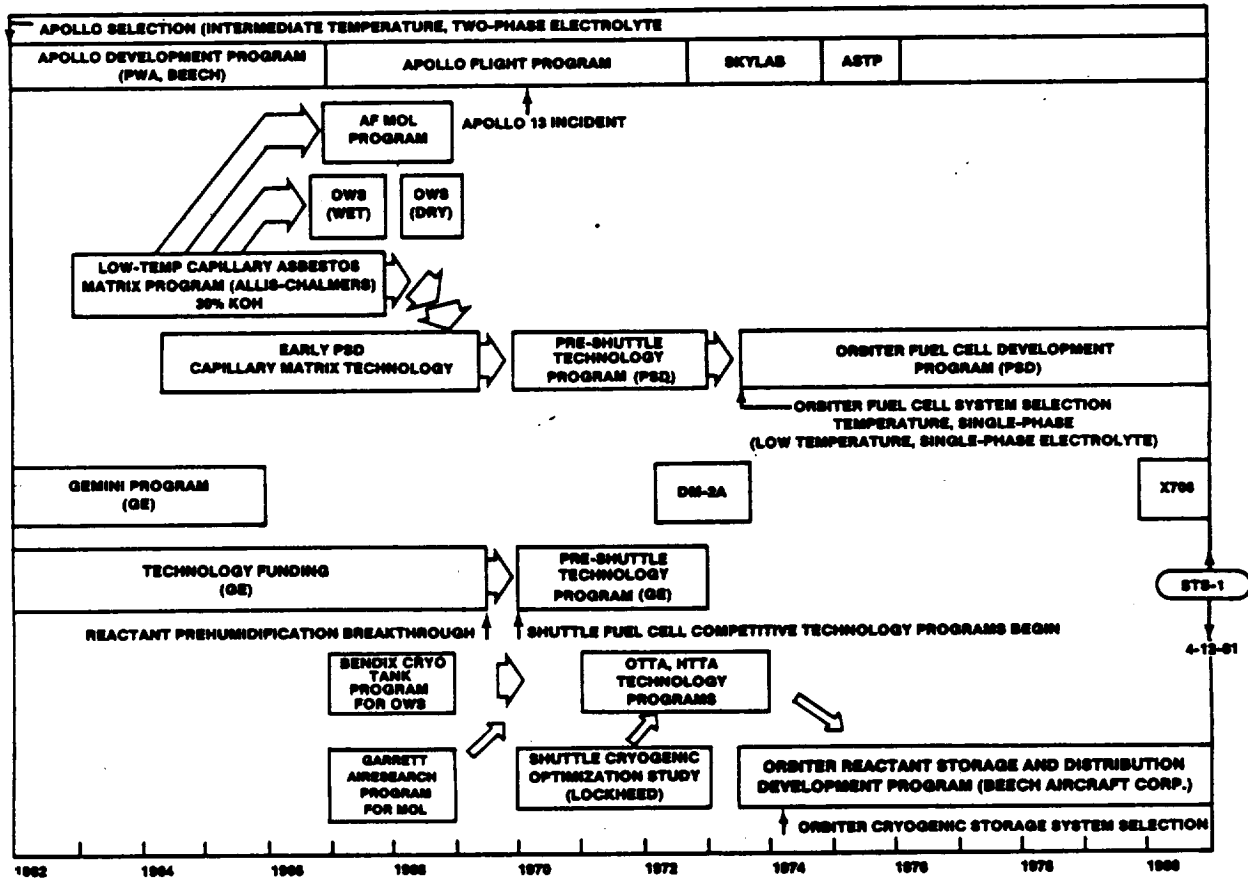 APOLLO SELECTION (INTERMEDIATE TEMPERATURE, TWO-PHASE ELECTROLYTE
APOLLO DEVELOPMENT PROGRAM
(PWA, BEECH)
APOLLO FLIGHT PROGRAM
SKYLAB
ASTP
APOLLO 13 INCIDENT
AF MOL
PROGRAM
OWS
(WET)
OWS
(DRY)
LOW-TEMP CAPILLARY ASBESTOS
MATRIX PROGRAM (ALLIS-CHALMERS)
KOH
EARLY PSD
CAPILLARY MATRIX TECHNOLOGY
PRE-SHUTTLE
TECHNOLOGY
PROGRAM (PSD)
ORBITER FUEL CELL DEVELOPMENT
PROGRAM (PSD)
ORBITER FUEL CELL SYSTEM SELECTION
TEMPERATURE, SINGLE-PHASE
(LOW TEMPERATURE, SINGLE-PHASE ELECTROLYTE)
GEMINI PROGRAM
(GE)
DM-2A
X706
TECHNOLOGY FUNDING
(GE)
PRE-SHUTTLE
TECHNOLOGY
PROGRAM (GE)
STS-1
REACTANT PREHUMIDIFICATION BREAKTHROUGH
SHUTTLE FUEL CELL COMPETITIVE TECHNOLOGY PROGRAMS BEGIN
4-12-81
BENDIX CRYO
TANK
PROGRAM
FOR OWS
OTTA, HTTA
TECHNOLOGY
PROGRAMS
GARRETT
AIRESEARCH
PROGRAM
FOR MOL
SHUTTLE CRYOGENIC
OPTIMIZATION STUDY
(LOCKHEED)
ORBITER REACTANT STORAGE AND DISTRIBUTION
DEVELOPMENT PROGRAM (BEECH AIRCRAFT CORP.)
ORBITER CRYOGENIC STORAGE SYSTEM SELECTION
1962 1964 1966 1968 1970 1972 1974 1976 1978 1980